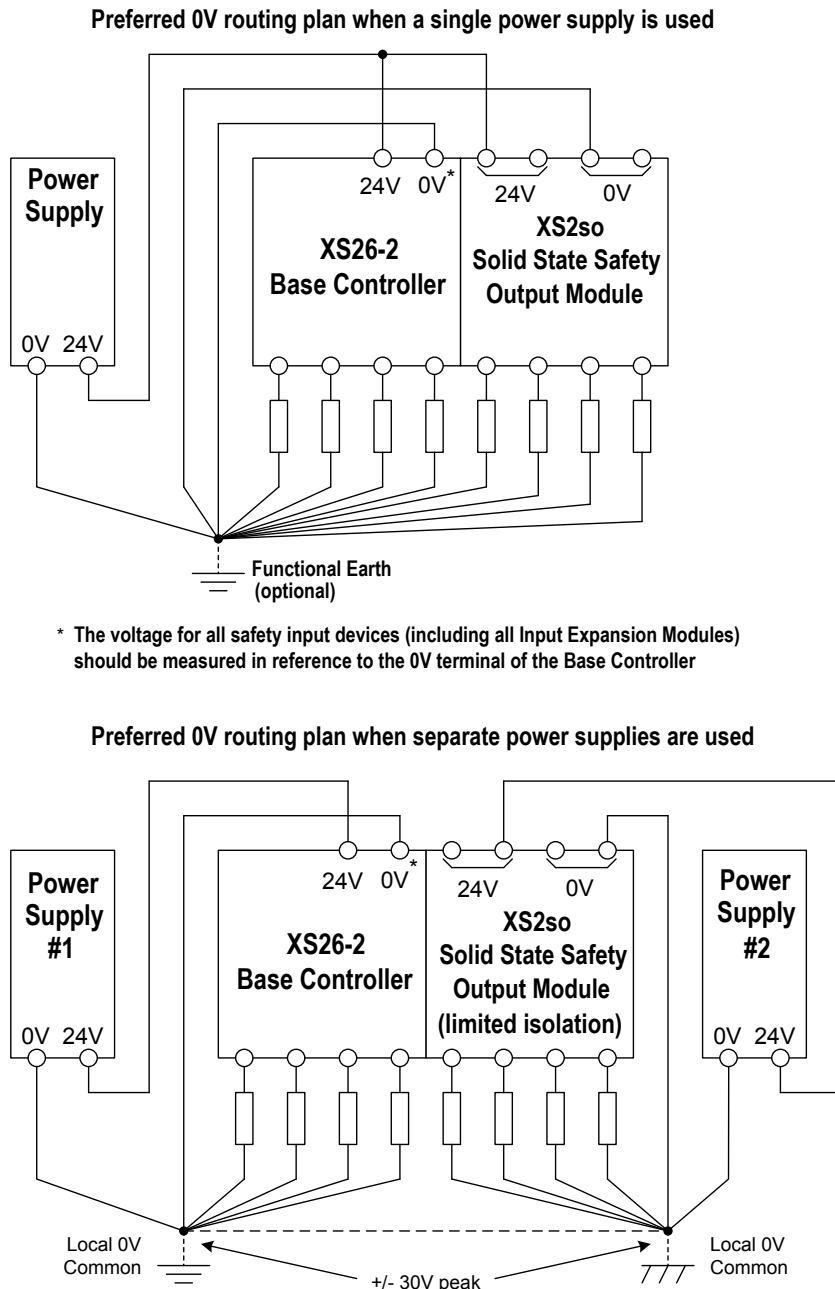 Preferred 0V routing plan when a single power supply is used
Power
Supply
0V 24V
24V 0V*
XS26-2
Base Controller
24V 0V
XS2so
Solid State Safety
Output Module
Functional Earth
(optional)
* The voltage for all safety input devices (including all Input Expansion Modules)
should be measured in reference to the 0V terminal of the Base Controller
Preferred 0V routing plan when separate power supplies are used
Power
Supply
#1
0V 24V
24V 0V*
XS26-2
Base Controller
24V 0V
XS2so
Solid State Safety
Output Module
(limited isolation)
Power
Supply
#2
0V 24V
Local 0V
Common
+/- 30V peak
Local 0V
Common